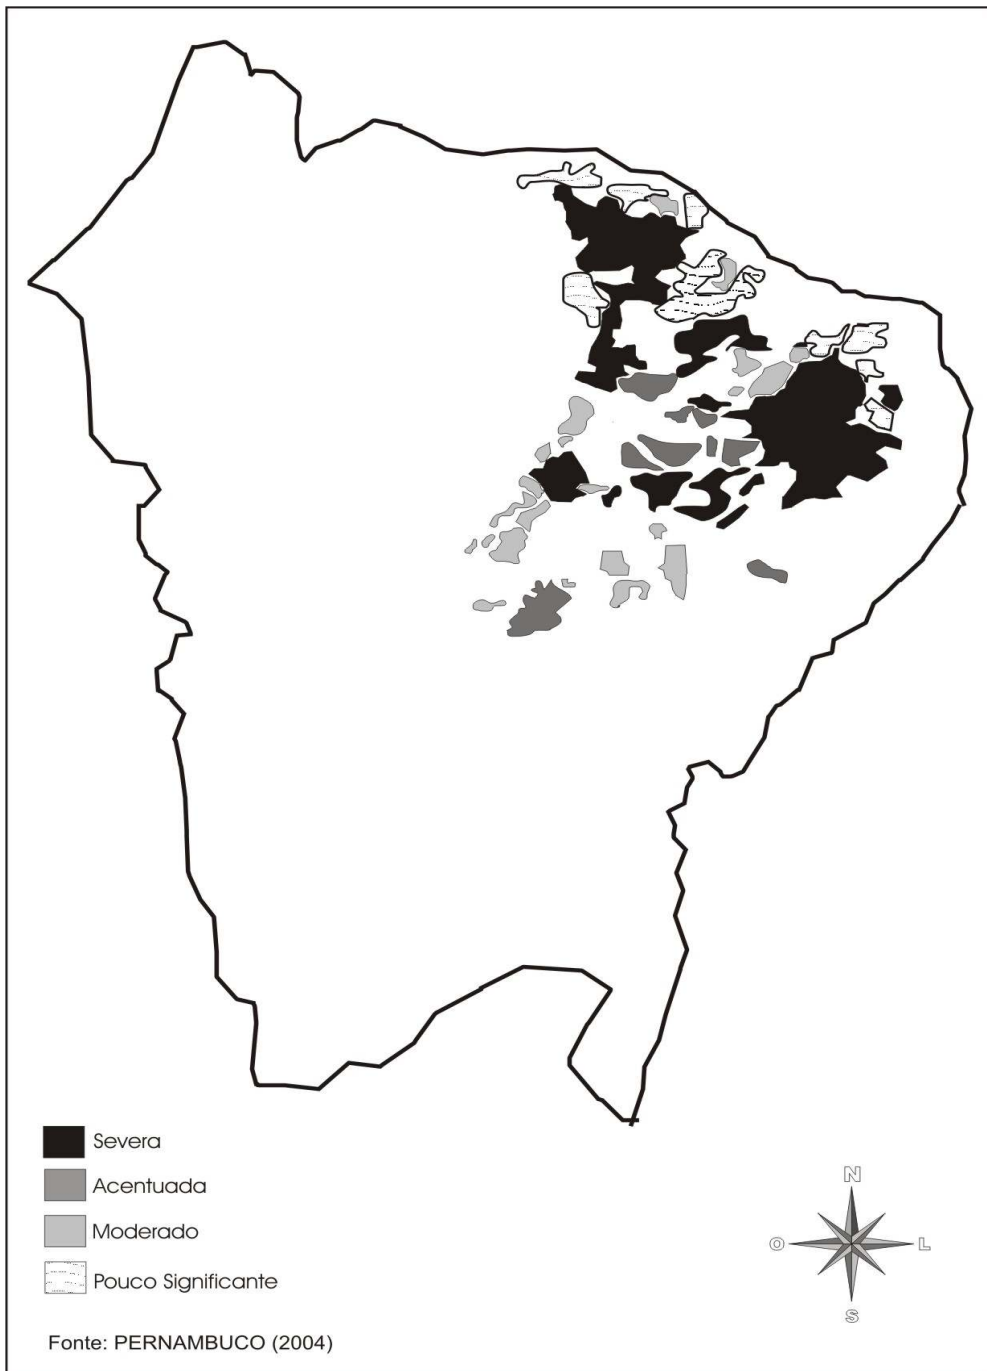 Severa
Acentuada
Moderado
Pouco Significante
N
O
L
S
Fonte: PERNAMBUCO (2004)